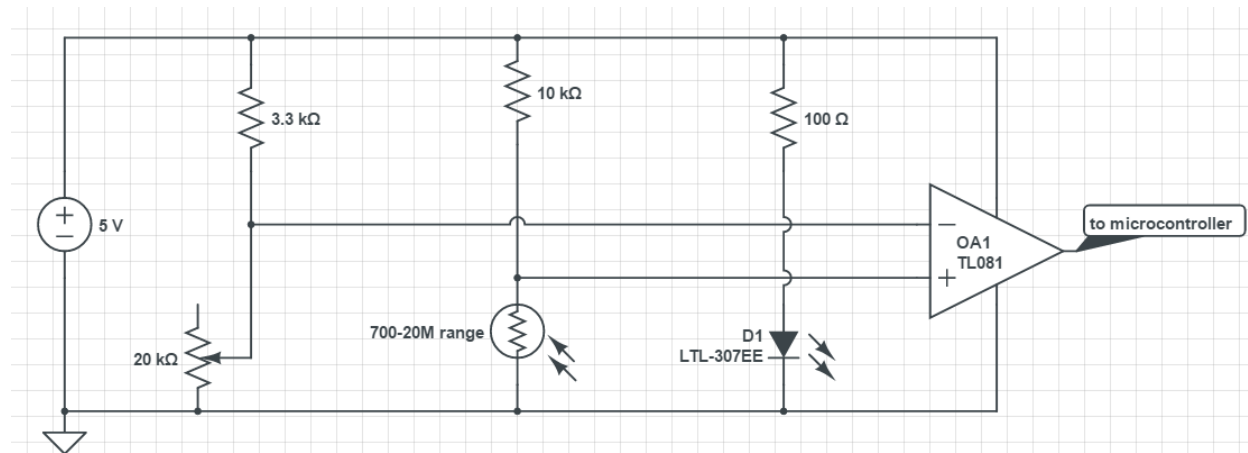 10 kΩ
3.3 kΩ
100 Ω
+
−
5 V
−
+
OA1
TL081
to microcontroller
700-20M range
20 kΩ
D1
LTL-307EE